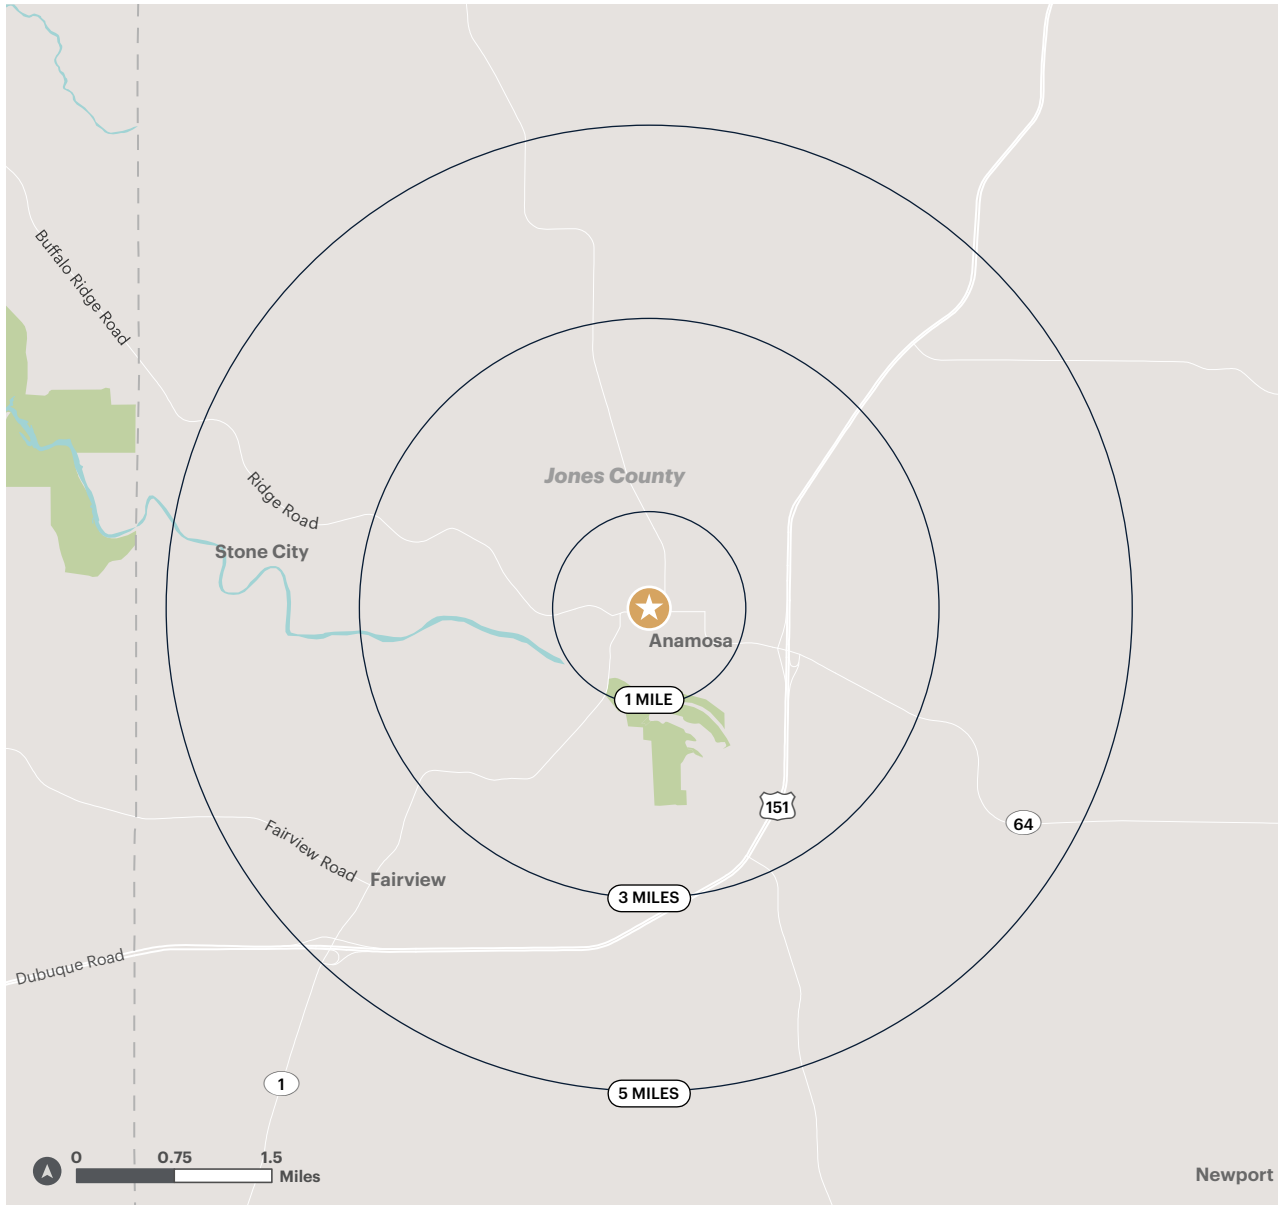 Buffalo Ridge Road
Jones County
Ridge Road
Stone City
Anamosa
1 MILE
151
64
Fairview Road
Fairview
3 MILES
Dubuque Road
1
5 MILES
0 0.75 1.5
Miles
Newport